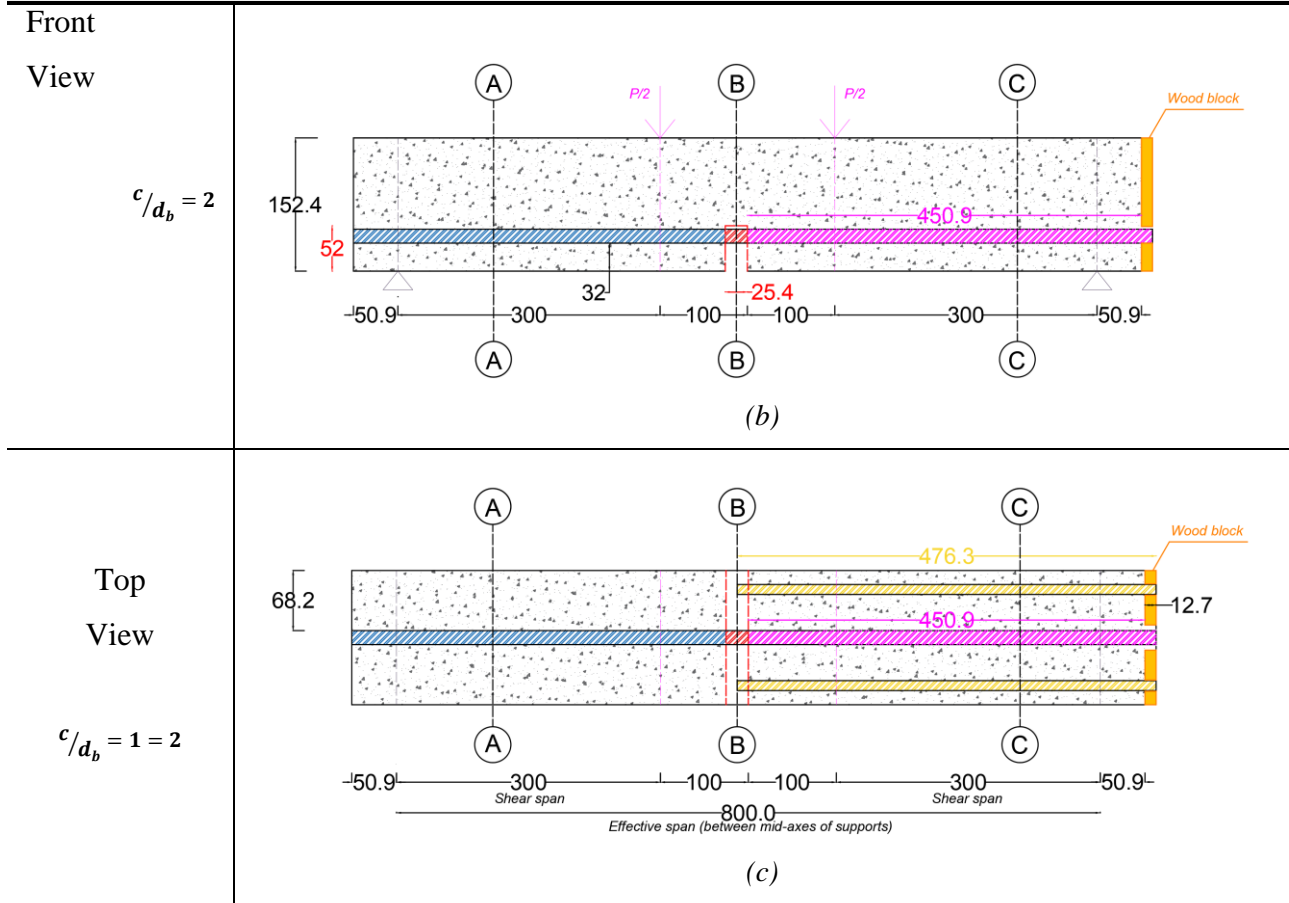 Front
View
c/d_b = 2
A
B
C
P/2
P/2
Wood block
152.4
450.9
52
32
25.4
50.9
300
100
100
300
50.9
A
B
C
(b)
Top
View
c/d_b = 1 = 2
A
B
C
Wood block
476.3
68.2
12.7
450.9
A
B
C
50.9
300
100
100
300
50.9
Shear span
Shear span
800.0
Effective span (between mid-axes of supports)
(c)